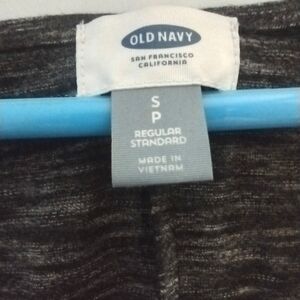 OLD NAVY
SAN FRANCISCO
CALIFORNIA
S
P
REGULAR
STANDARD
MADE IN
VIETNAM